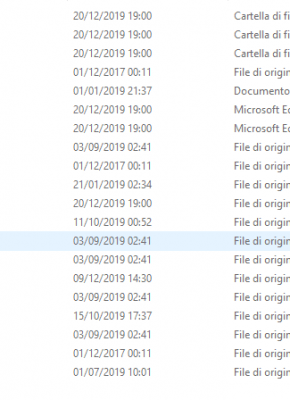 20/12/2019 19:00 Cartella di fi
20/12/2019 19:00 Cartella di fi
20/12/2019 19:00 Cartella di fi
01/12/2017 00:11 File di origin
01/01/2019 21:37 Documento
20/12/2019 19:00 Microsoft Ed
20/12/2019 19:00 Microsoft Ed
03/09/2019 02:41 File di origin
01/12/2017 00:11 File di origin
21/01/2019 02:34 File di origin
20/12/2019 19:00 File di origin
11/10/2019 00:52 File di origin
03/09/2019 02:41 File di origin
03/09/2019 02:41 File di origin
09/12/2019 14:30 File di origin
03/09/2019 02:41 File di origin
15/10/2019 17:37 File di origin
03/09/2019 02:41 File di origin
01/12/2017 00:11 File di origin
01/07/2019 10:01 File di origin